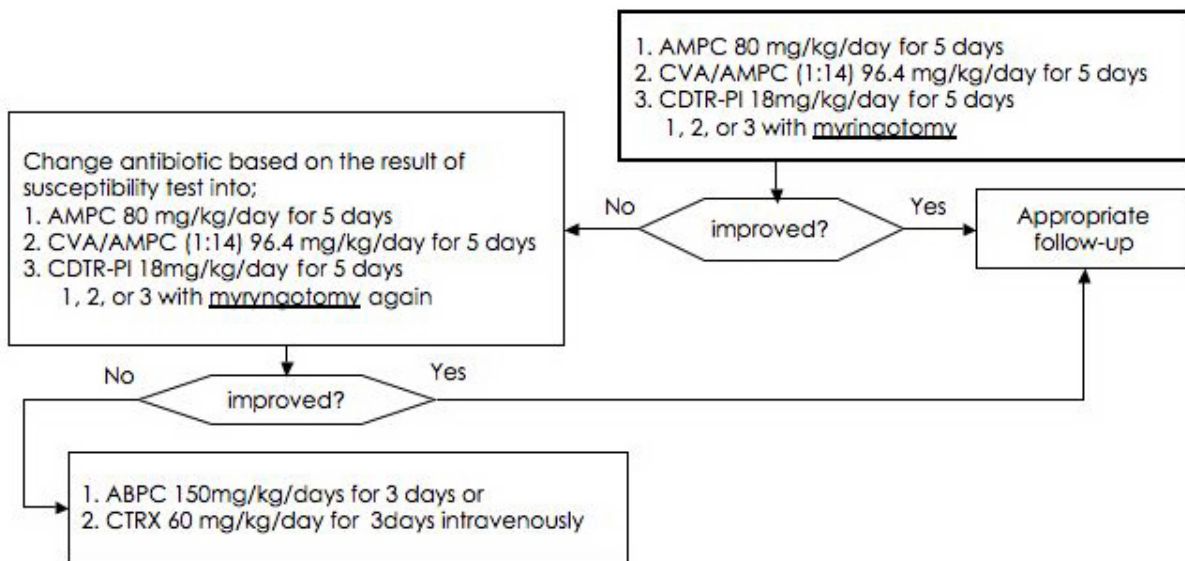 1. AMPC 80 mg/kg/day for 5 days
2. CVA/AMPC (1:14) 96.4 mg/kg/day for 5 days
3. CDTR-PI 18mg/kg/day for 5 days
1, 2, or 3 with myringotomy
improved?
No
Yes
Appropriate
follow-up
Change antibiotic based on the result of
susceptibility test into;
1. AMPC 80 mg/kg/day for 5 days
2. CVA/AMPC (1:14) 96.4 mg/kg/day for 5 days
3. CDTR-PI 18mg/kg/day for 5 days
1, 2, or 3 with myryngotomy again
improved?
No
Yes
1. ABPC 150mg/kg/days for 3 days or
2. CTRX 60 mg/kg/day for 3days intravenously